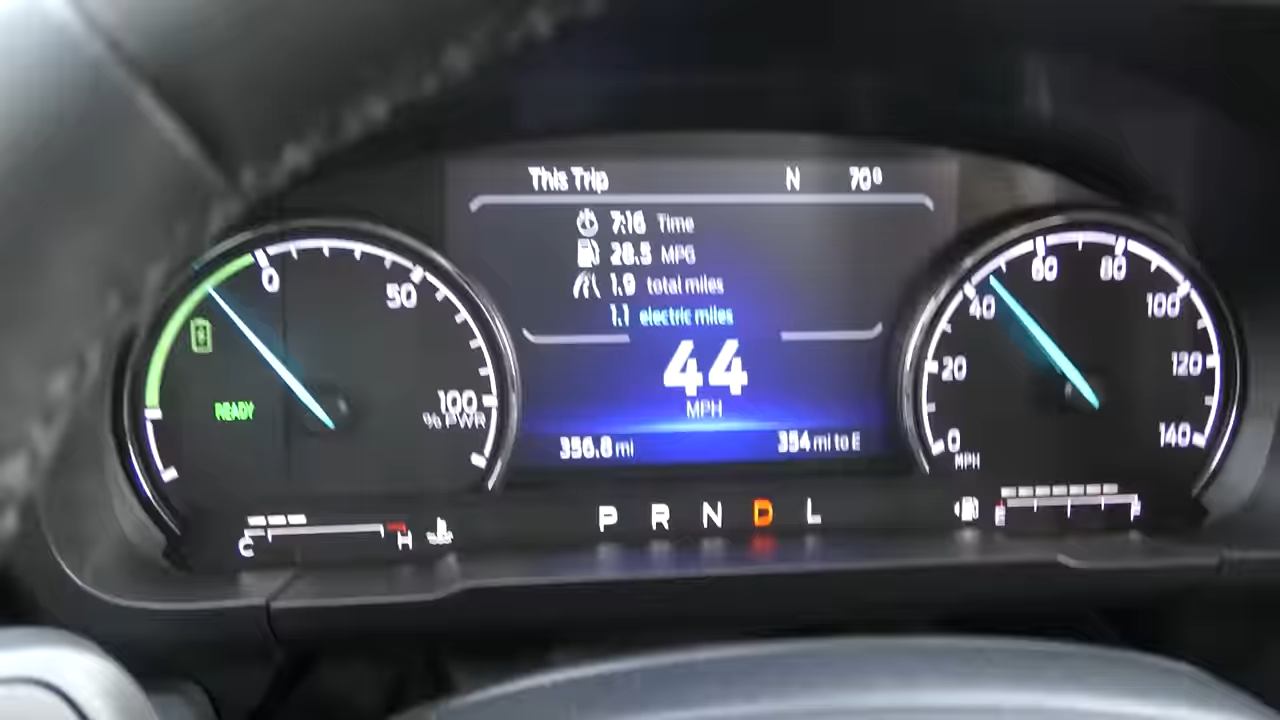 This Trip N 70°
7:16 Time
28.5 MPG
1.9 total miles
1.1 electric miles
44
MPH
356.8 mi 354 mi to E
0 50 100
% PWR
READY
0 20 40 60 80 100 120 140
MPH
P R N D L
C H
E F